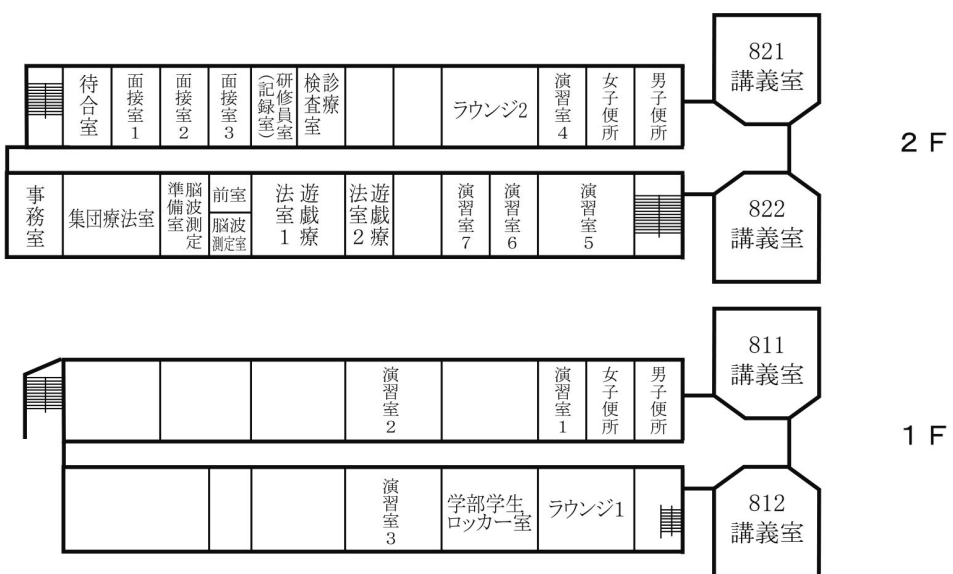 821
講義室
待合室
面接室1
面接室2
面接室3
研修員室
(記録室)
診療
検査室
ラウンジ2
演習室4
女子便所
男子便所
2F
事務室
集団療法室
脳波測定
準備室
前室
脳波
測定室
遊戯療
法室1
遊戯療
法室2
演習室7
演習室6
演習室5
822
講義室
811
講義室
演習室2
演習室1
女子便所
男子便所
1F
演習室3
学部学生
ロッカー室
ラウンジ1
812
講義室